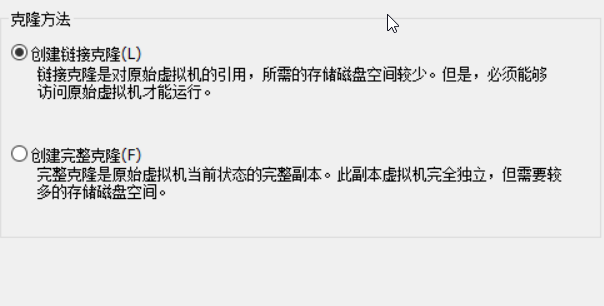 克隆方法
创建链接克隆(L)
链接克隆是对原始虚拟机的引用，所需的存储磁盘空间较少。但是，必须能够
访问原始虚拟机才能运行。
创建完整克隆(F)
完整克隆是原始虚拟机当前状态的完整副本。此副本虚拟机完全独立，但需要较
多的存储磁盘空间。